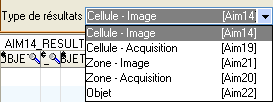 Type de résultats Cellule - Image [Aim14]
Cellule - Image [Aim14]
AIM14_RESULT Cellule - Acquisition [Aim19]
OBJET Zone - Image [Aim21]
Zone - Acquisition [Aim20]
Objet [Aim22]